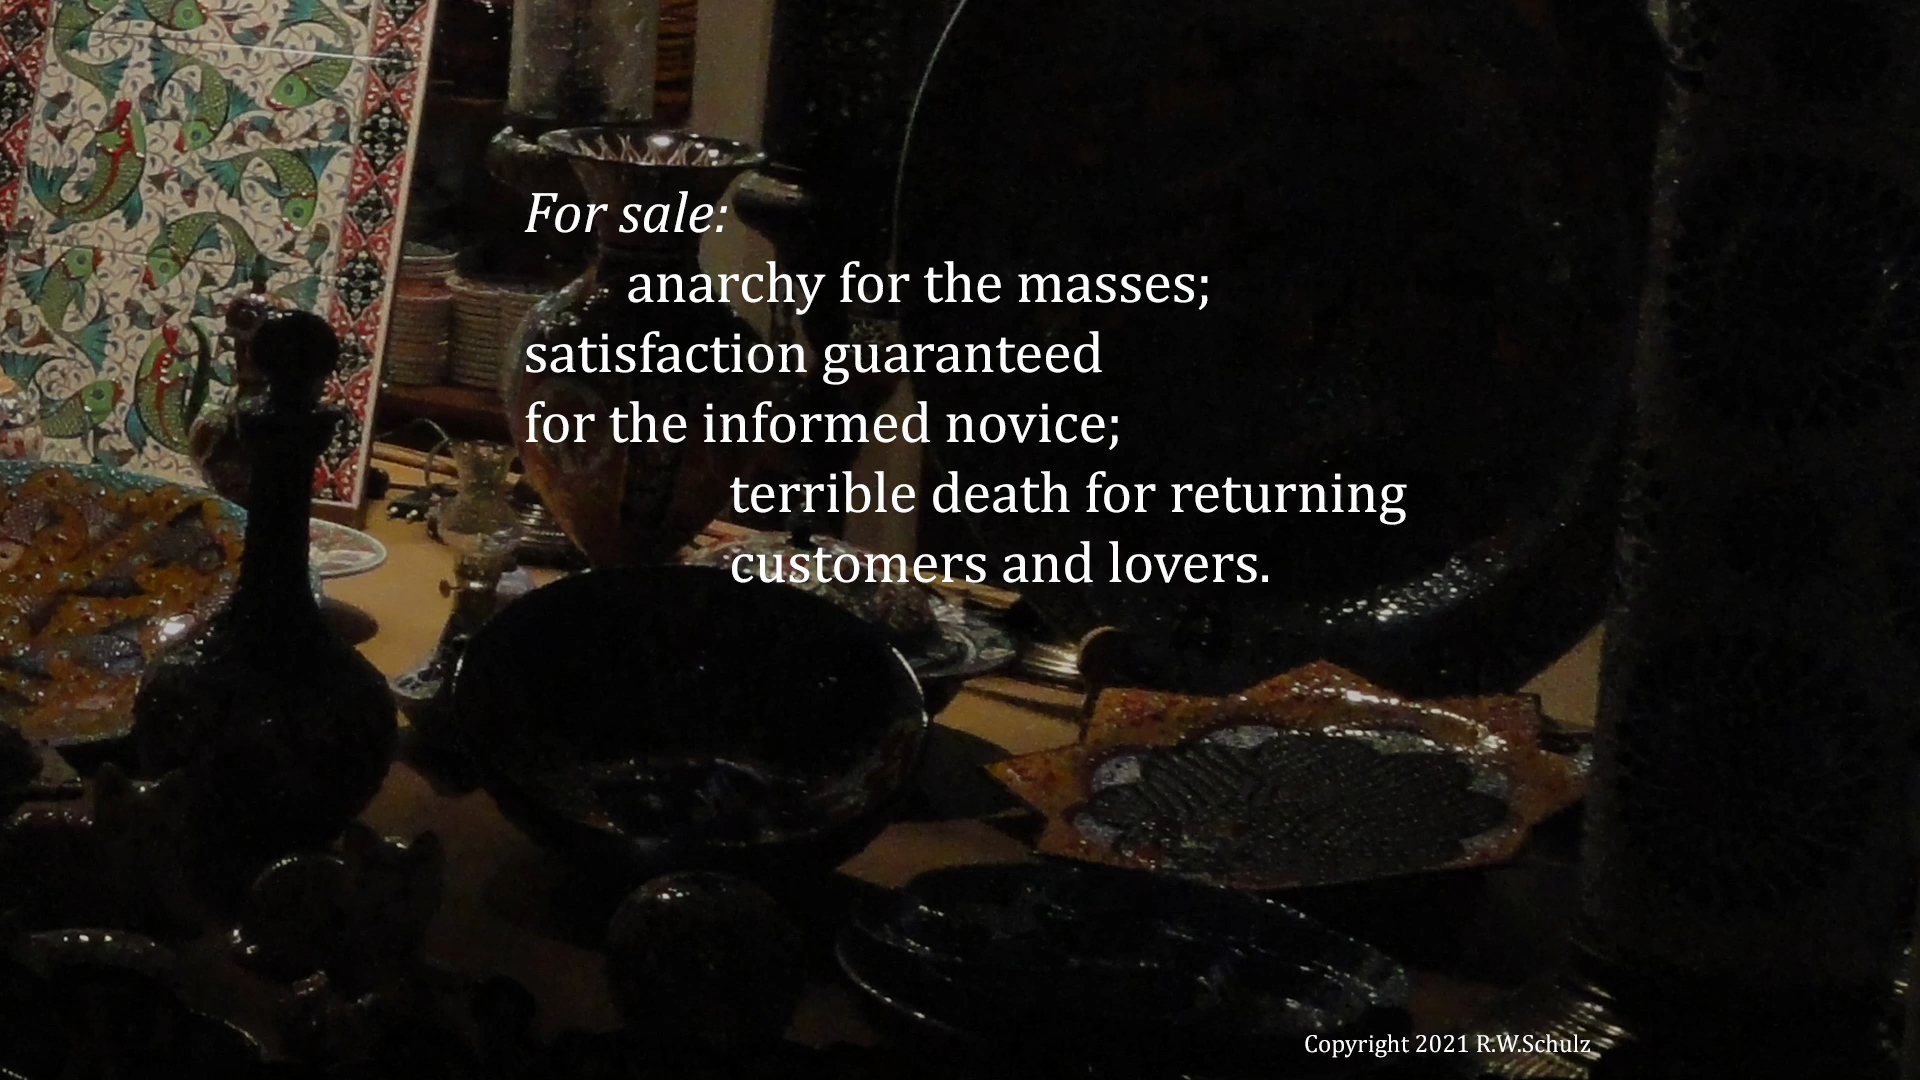 For sale:
anarchy for the masses;
satisfaction guaranteed
for the informed novice;
terrible death for returning
customers and lovers.
Copyright 2021 R.W.Schulz